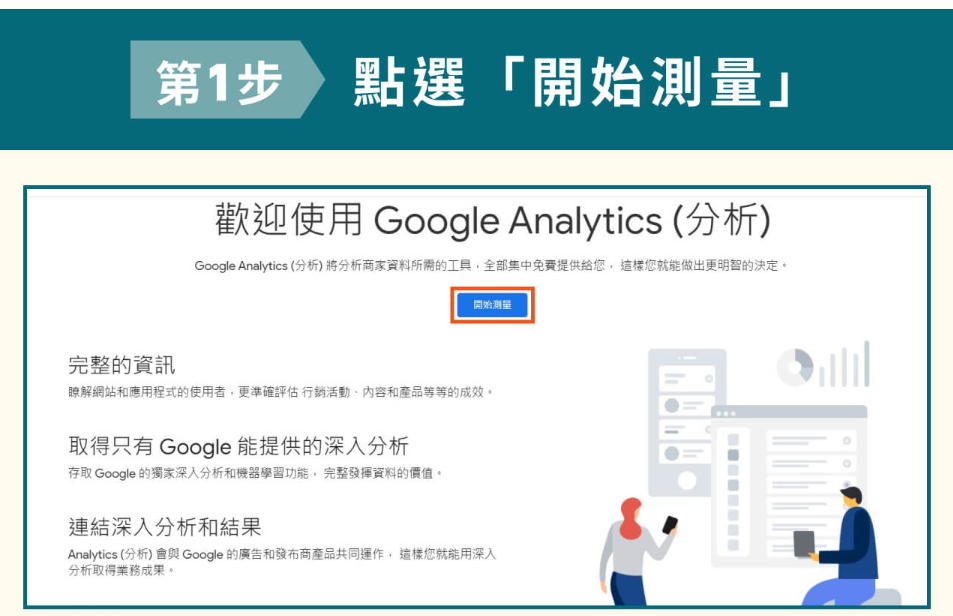 第1步 點選「開始測量」
歡迎使用 Google Analytics (分析)
Google Analytics (分析) 將分析商家資料所需的工具，全部集中免費提供給您， 這樣您就能做出更明智的決定。
開始測量
完整的資訊
瞭解網站和應用程式的使用者，更準確評估 行銷活動、內容和產品等等的成效。
取得只有 Google 能提供的深入分析
存取 Google 的獨家深入分析和機器學習功能， 完整發揮資料的價值。
連結深入分析和結果
Analytics (分析) 會與 Google 的廣告和發布商產品共同運作， 這樣您就能用深入
分析取得業務成果。